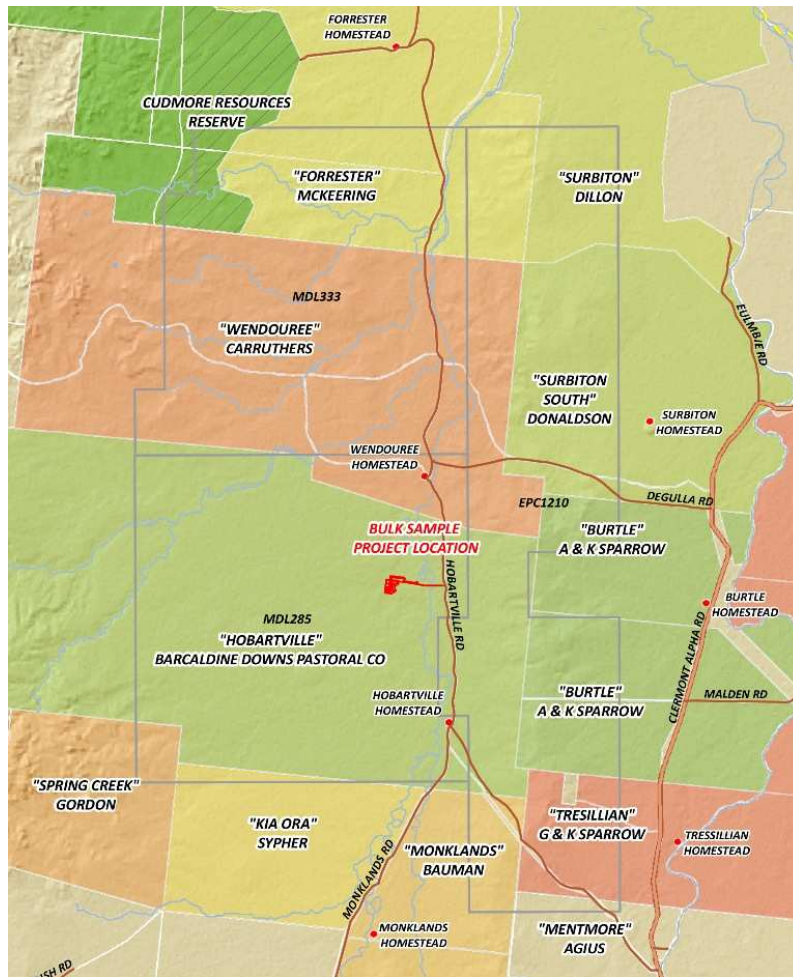 FORRESTER
HOMESTEAD
CUDMORE RESOURCES
RESERVE
"FORRESTER"
MCKEERING
"SURBITON"
DILLON
MDL333
"WENDOUREE"
CARRUTHERS
EULMBIE RD
"SURBITON
SOUTH"
DONALDSON
SURBITON
HOMESTEAD
WENDOUREE
HOMESTEAD
DEGULLA RD
EPC1210
BULK SAMPLE
PROJECT LOCATION
"BURTLE"
A & K SPARROW
HOBARTVILLE RD
BURTLE
HOMESTEAD
MDL285
"HOBARTVILLE"
BARCALDINE DOWNS PASTORAL CO
CLERMONT ALPHA RD
HOBARTVILLE
HOMESTEAD
"BURTLE"
A & K SPARROW
MALDEN RD
"SPRING CREEK"
GORDON
"KIA ORA"
SYPHER
MONKLANDS RD
"MONKLANDS"
BAUMAN
"TRESILLIAN"
G & K SPARROW
TRESSILLIAN
HOMESTEAD
MONKLANDS
HOMESTEAD
"MENTMORE"
AGIUS
RD